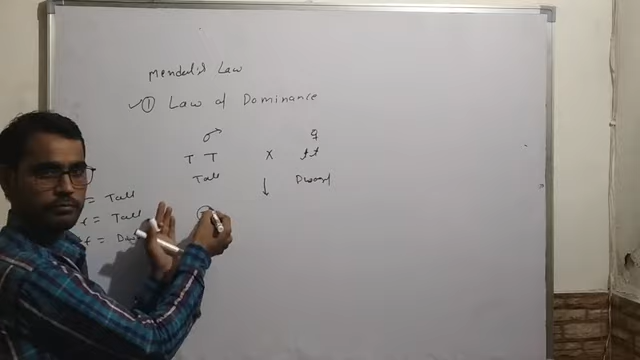 Mendel's Law
① Law of Dominance
♂ ♀
T T X tt
Tall ↓ Dwarf
= Tall
= Tall